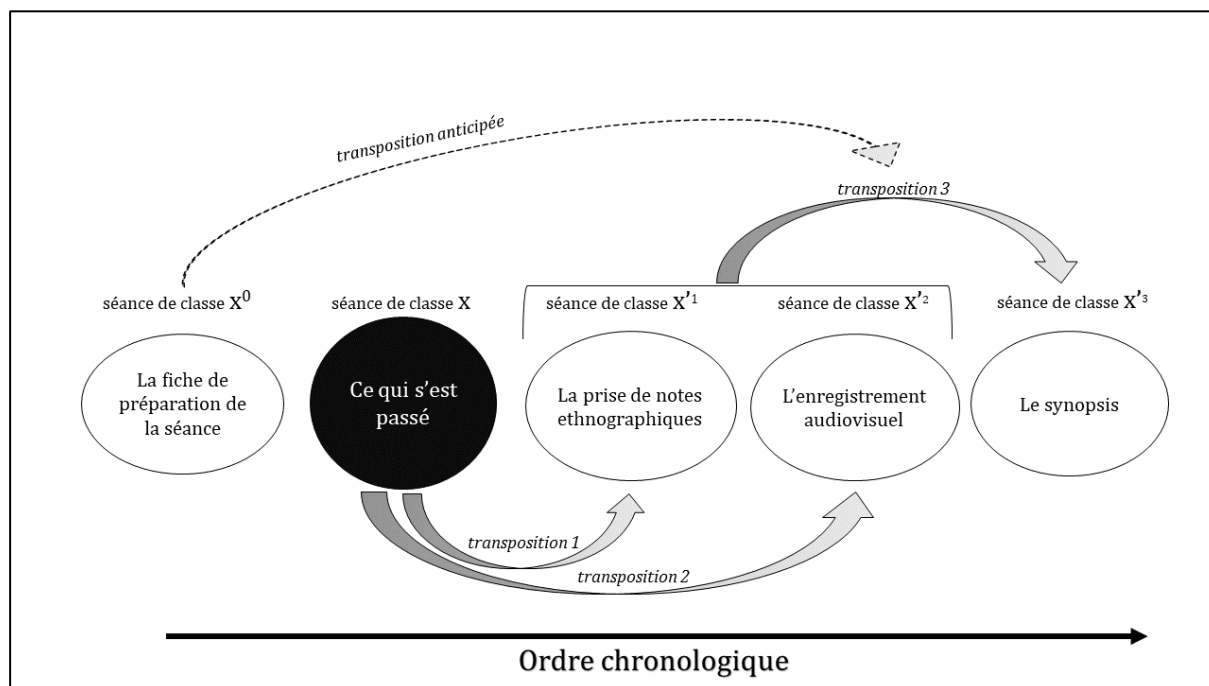 transposition anticipée
transposition 3
séance de classe X⁰
séance de classe X
séance de classe X'¹
séance de classe X'²
séance de classe X'³
La fiche de
préparation de
la séance
Ce qui s'est
passé
La prise de notes
ethnographiques
L'enregistrement
audiovisuel
Le synopsis
transposition 1
transposition 2
Ordre chronologique